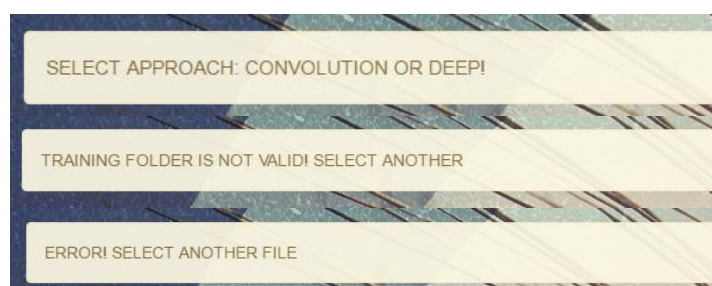 SELECT APPROACH: CONVOLUTION OR DEEP!
TRAINING FOLDER IS NOT VALID! SELECT ANOTHER
ERROR! SELECT ANOTHER FILE